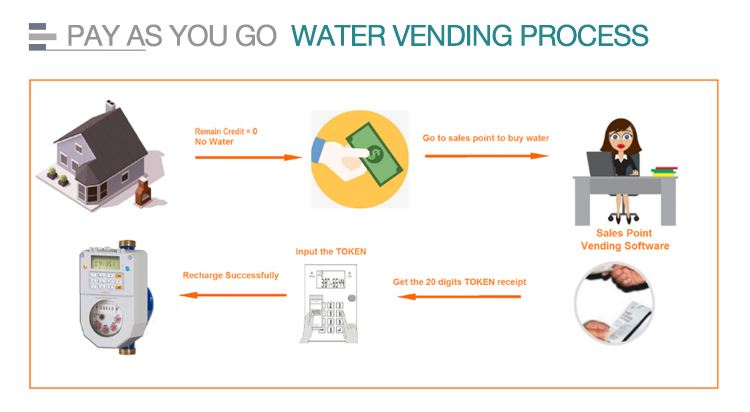 PAY AS YOU GO WATER VENDING PROCESS
Remain Credit = 0
No Water
Go to sales point to buy water
Sales Point
Vending Software
Input the TOKEN
Recharge Successfully
Get the 20 digits TOKEN receipt